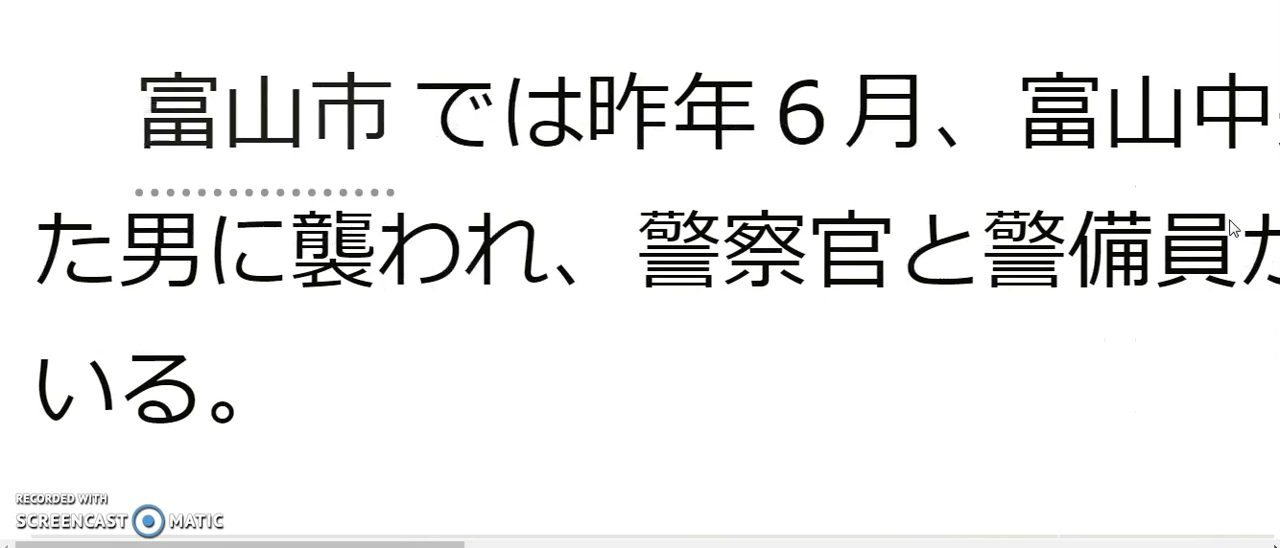 富山市では昨年６月、富山中
た男に襲われ、警察官と警備員が
いる。
RECORDED WITH
SCREENCAST MATIC